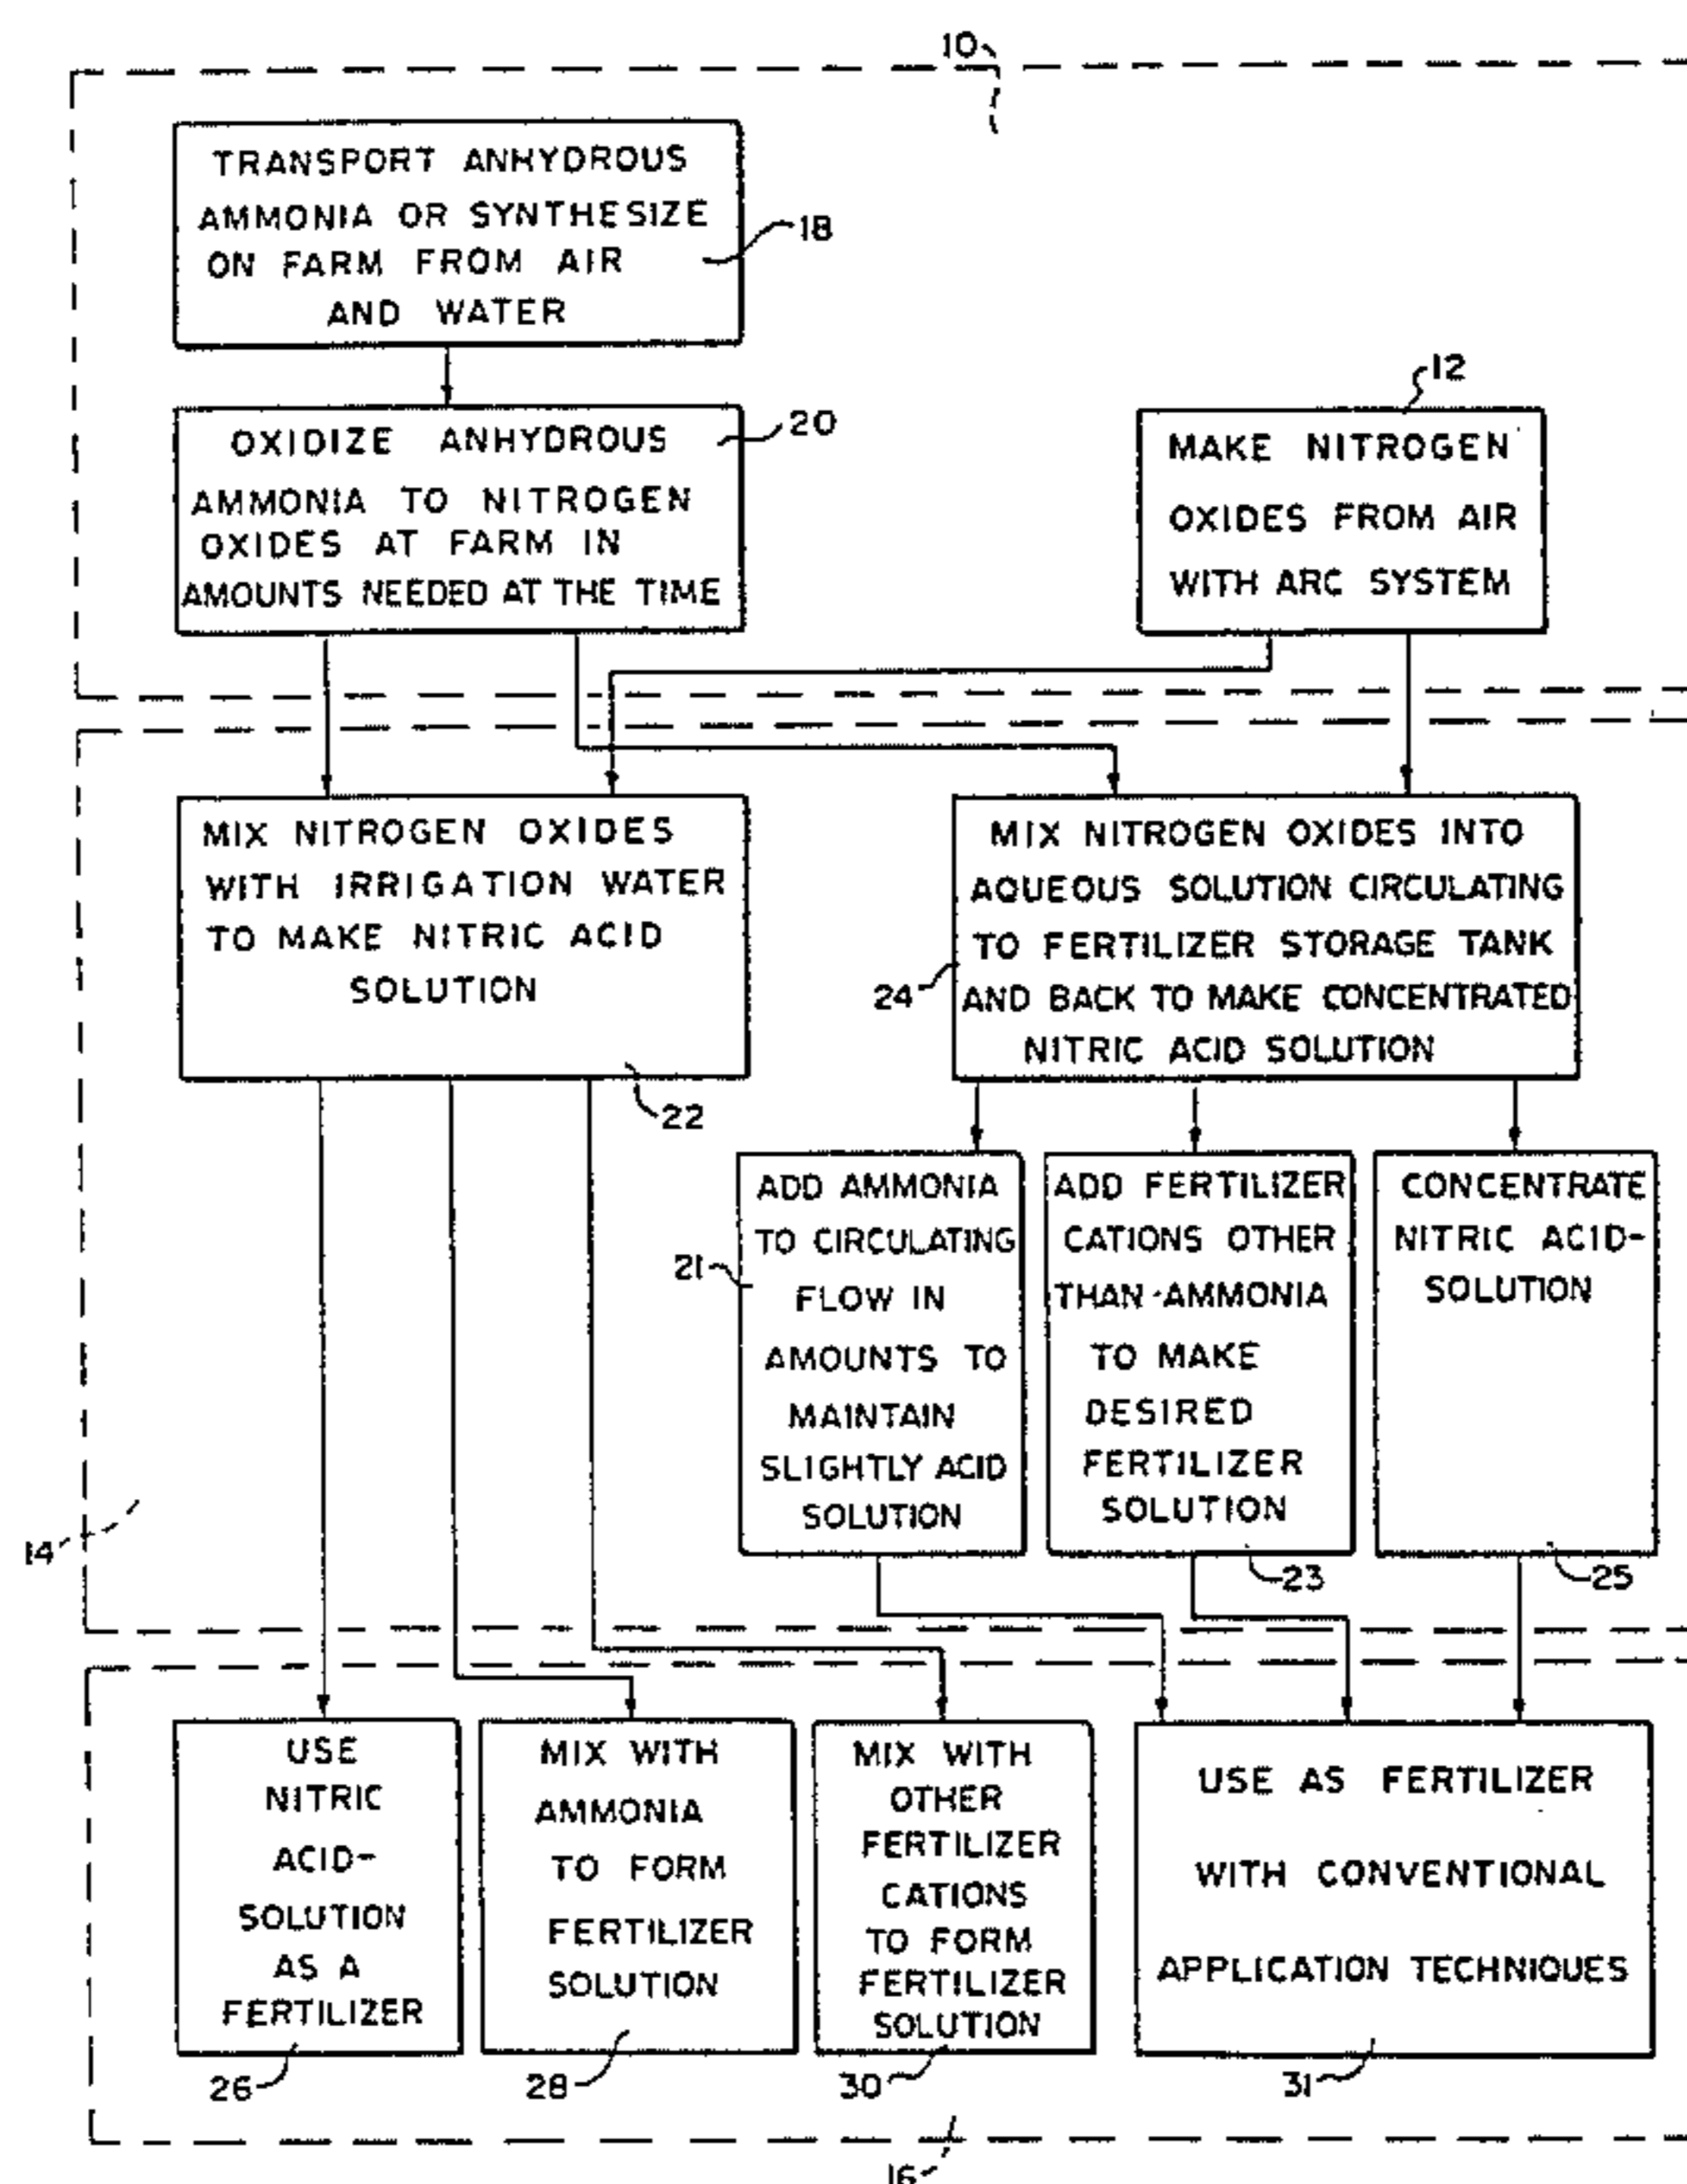 10
TRANSPORT ANHYDROUS
AMMONIA OR SYNTHESIZE
ON FARM FROM AIR
AND WATER
18
OXIDIZE ANHYDROUS
AMMONIA TO NITROGEN
OXIDES AT FARM IN
AMOUNTS NEEDED AT THE TIME
20
12
MAKE NITROGEN
OXIDES FROM AIR
WITH ARC SYSTEM
MIX NITROGEN OXIDES
WITH IRRIGATION WATER
TO MAKE NITRIC ACID
SOLUTION
22
MIX NITROGEN OXIDES INTO
AQUEOUS SOLUTION CIRCULATING
TO FERTILIZER STORAGE TANK
AND BACK TO MAKE CONCENTRATED
NITRIC ACID SOLUTION
24
ADD AMMONIA
TO CIRCULATING
FLOW IN
AMOUNTS TO
MAINTAIN
SLIGHTLY ACID
SOLUTION
21
ADD FERTILIZER
CATIONS OTHER
THAN-AMMONIA
TO MAKE
DESIRED
FERTILIZER
SOLUTION
23
CONCENTRATE
NITRIC ACID-
SOLUTION
25
14
USE
NITRIC
ACID-
SOLUTION
AS A
FERTILIZER
26
MIX WITH
AMMONIA
TO FORM
FERTILIZER
SOLUTION
28
MIX WITH
OTHER
FERTILIZER
CATIONS
TO FORM
FERTILIZER
SOLUTION
30
USE AS FERTILIZER
WITH CONVENTIONAL
APPLICATION TECHNIQUES
31
16